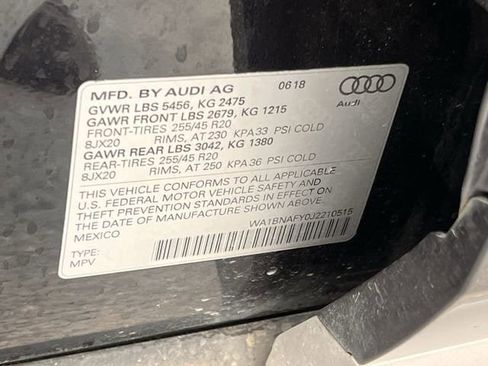 MFD. BY AUDI AG 0618
GVWR LBS 5456, KG 2475
GAWR FRONT LBS 2679, KG 1215
FRONT-TIRES 255/45 R20
8JX20 RIMS, AT 230 KPA33 PSI COLD
GAWR REAR LBS 3042, KG 1380
REAR-TIRES 255/45 R20
8JX20 RIMS, AT 250 KPA36 PSI COLD
THIS VEHICLE CONFORMS TO ALL APPLICABLE
U.S. FEDERAL MOTOR VEHICLE SAFETY AND
THEFT PREVENTION STANDARDS IN EFFECT ON
THE DATE OF MANUFACTURE SHOWN ABOVE.
MEXICO
WA1BNAFY0J2210515
TYPE:
MPV
Audi